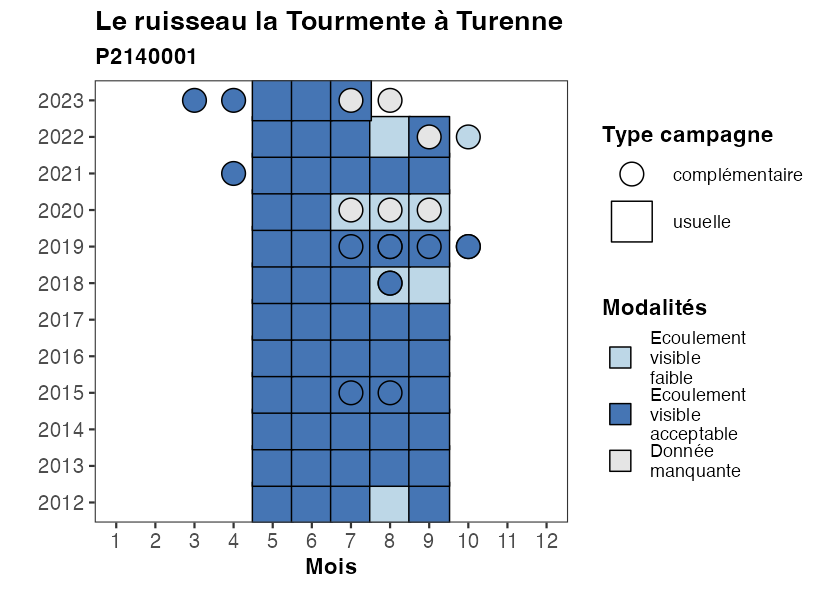 Le ruisseau la Tourmente à Turenne
P2140001
2023
2022
2021
2020
2019
2018
2017
2016
2015
2014
2013
2012
1 2 3 4 5 6 7 8 9 10 11 12
Mois
Type campagne
complémentaire
usuelle
Modalités
Ecoulement
visible
faible
Ecoulement
visible
acceptable
Donnée
manquante